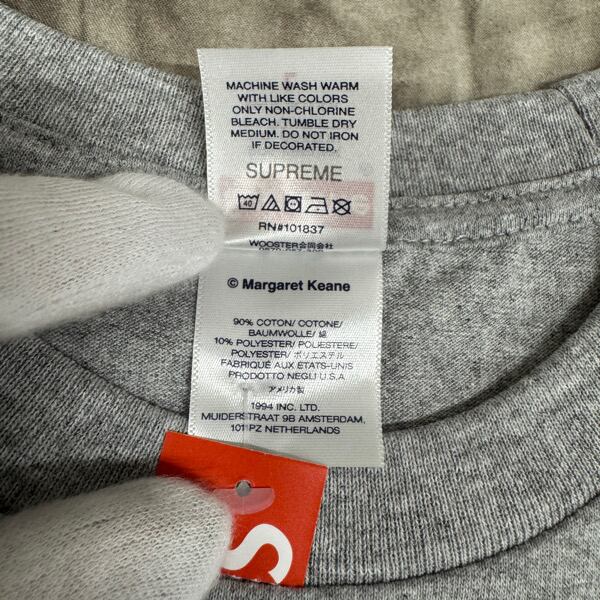 MACHINE WASH WARM
WITH LIKE COLORS
ONLY NON-CHLORINE
BLEACH. TUMBLE DRY
MEDIUM. DO NOT IRON
IF DECORATED.
SUPREME
40
RN#101837
WOOSTER合同会社
© Margaret Keane
90% COTON/ COTONE/
BAUMWOLLE/ 綿
10% POLYESTER/ POLIESTERE/
POLYESTER/ ポリエステル
FABRIQUÉ AUX ÉTATS-UNIS
PRODOTTO NEGLI U.S.A
アメリカ製
1994 INC. LTD.
MUIDERSTRAAT 9B AMSTERDAM,
1011PZ NETHERLANDS
S